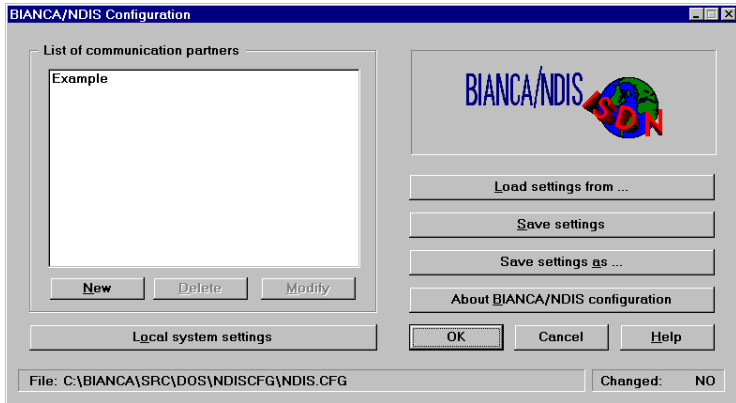 BIANCA/NDIS Configuration
List of communication partners
Example
New
Delete
Modify
Local system settings
BIANCA/NDIS
ISDN
Load settings from ...
Save settings
Save settings as ...
About BIANCA/NDIS configuration
OK
Cancel
Help
File: C:\BIANCA\SRC\DOS\NDISCFG\NDIS.CFG
Changed: NO